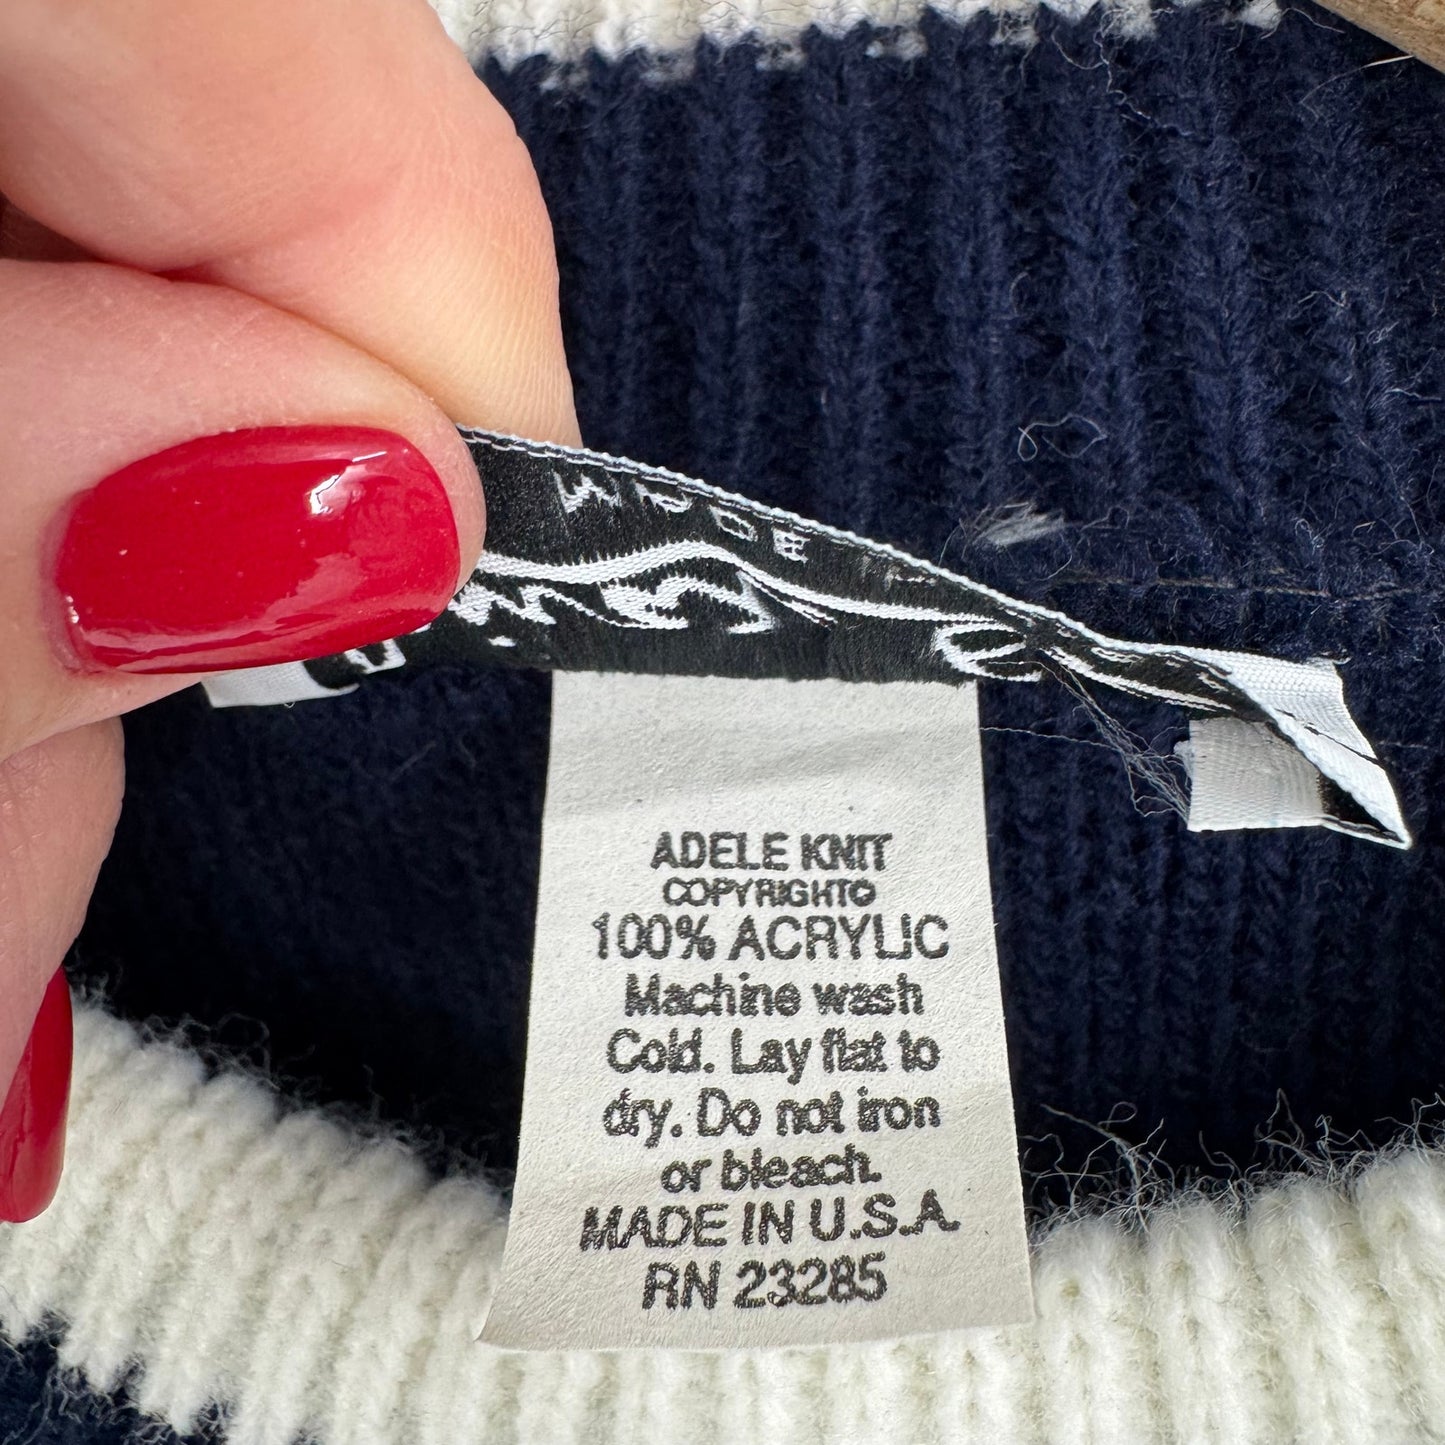 ADELE KNIT
COPYRIGHT©
100% ACRYLIC
Machine wash
Cold. Lay flat to
dry. Do not iron
or bleach.
MADE IN U.S.A.
RN 23285